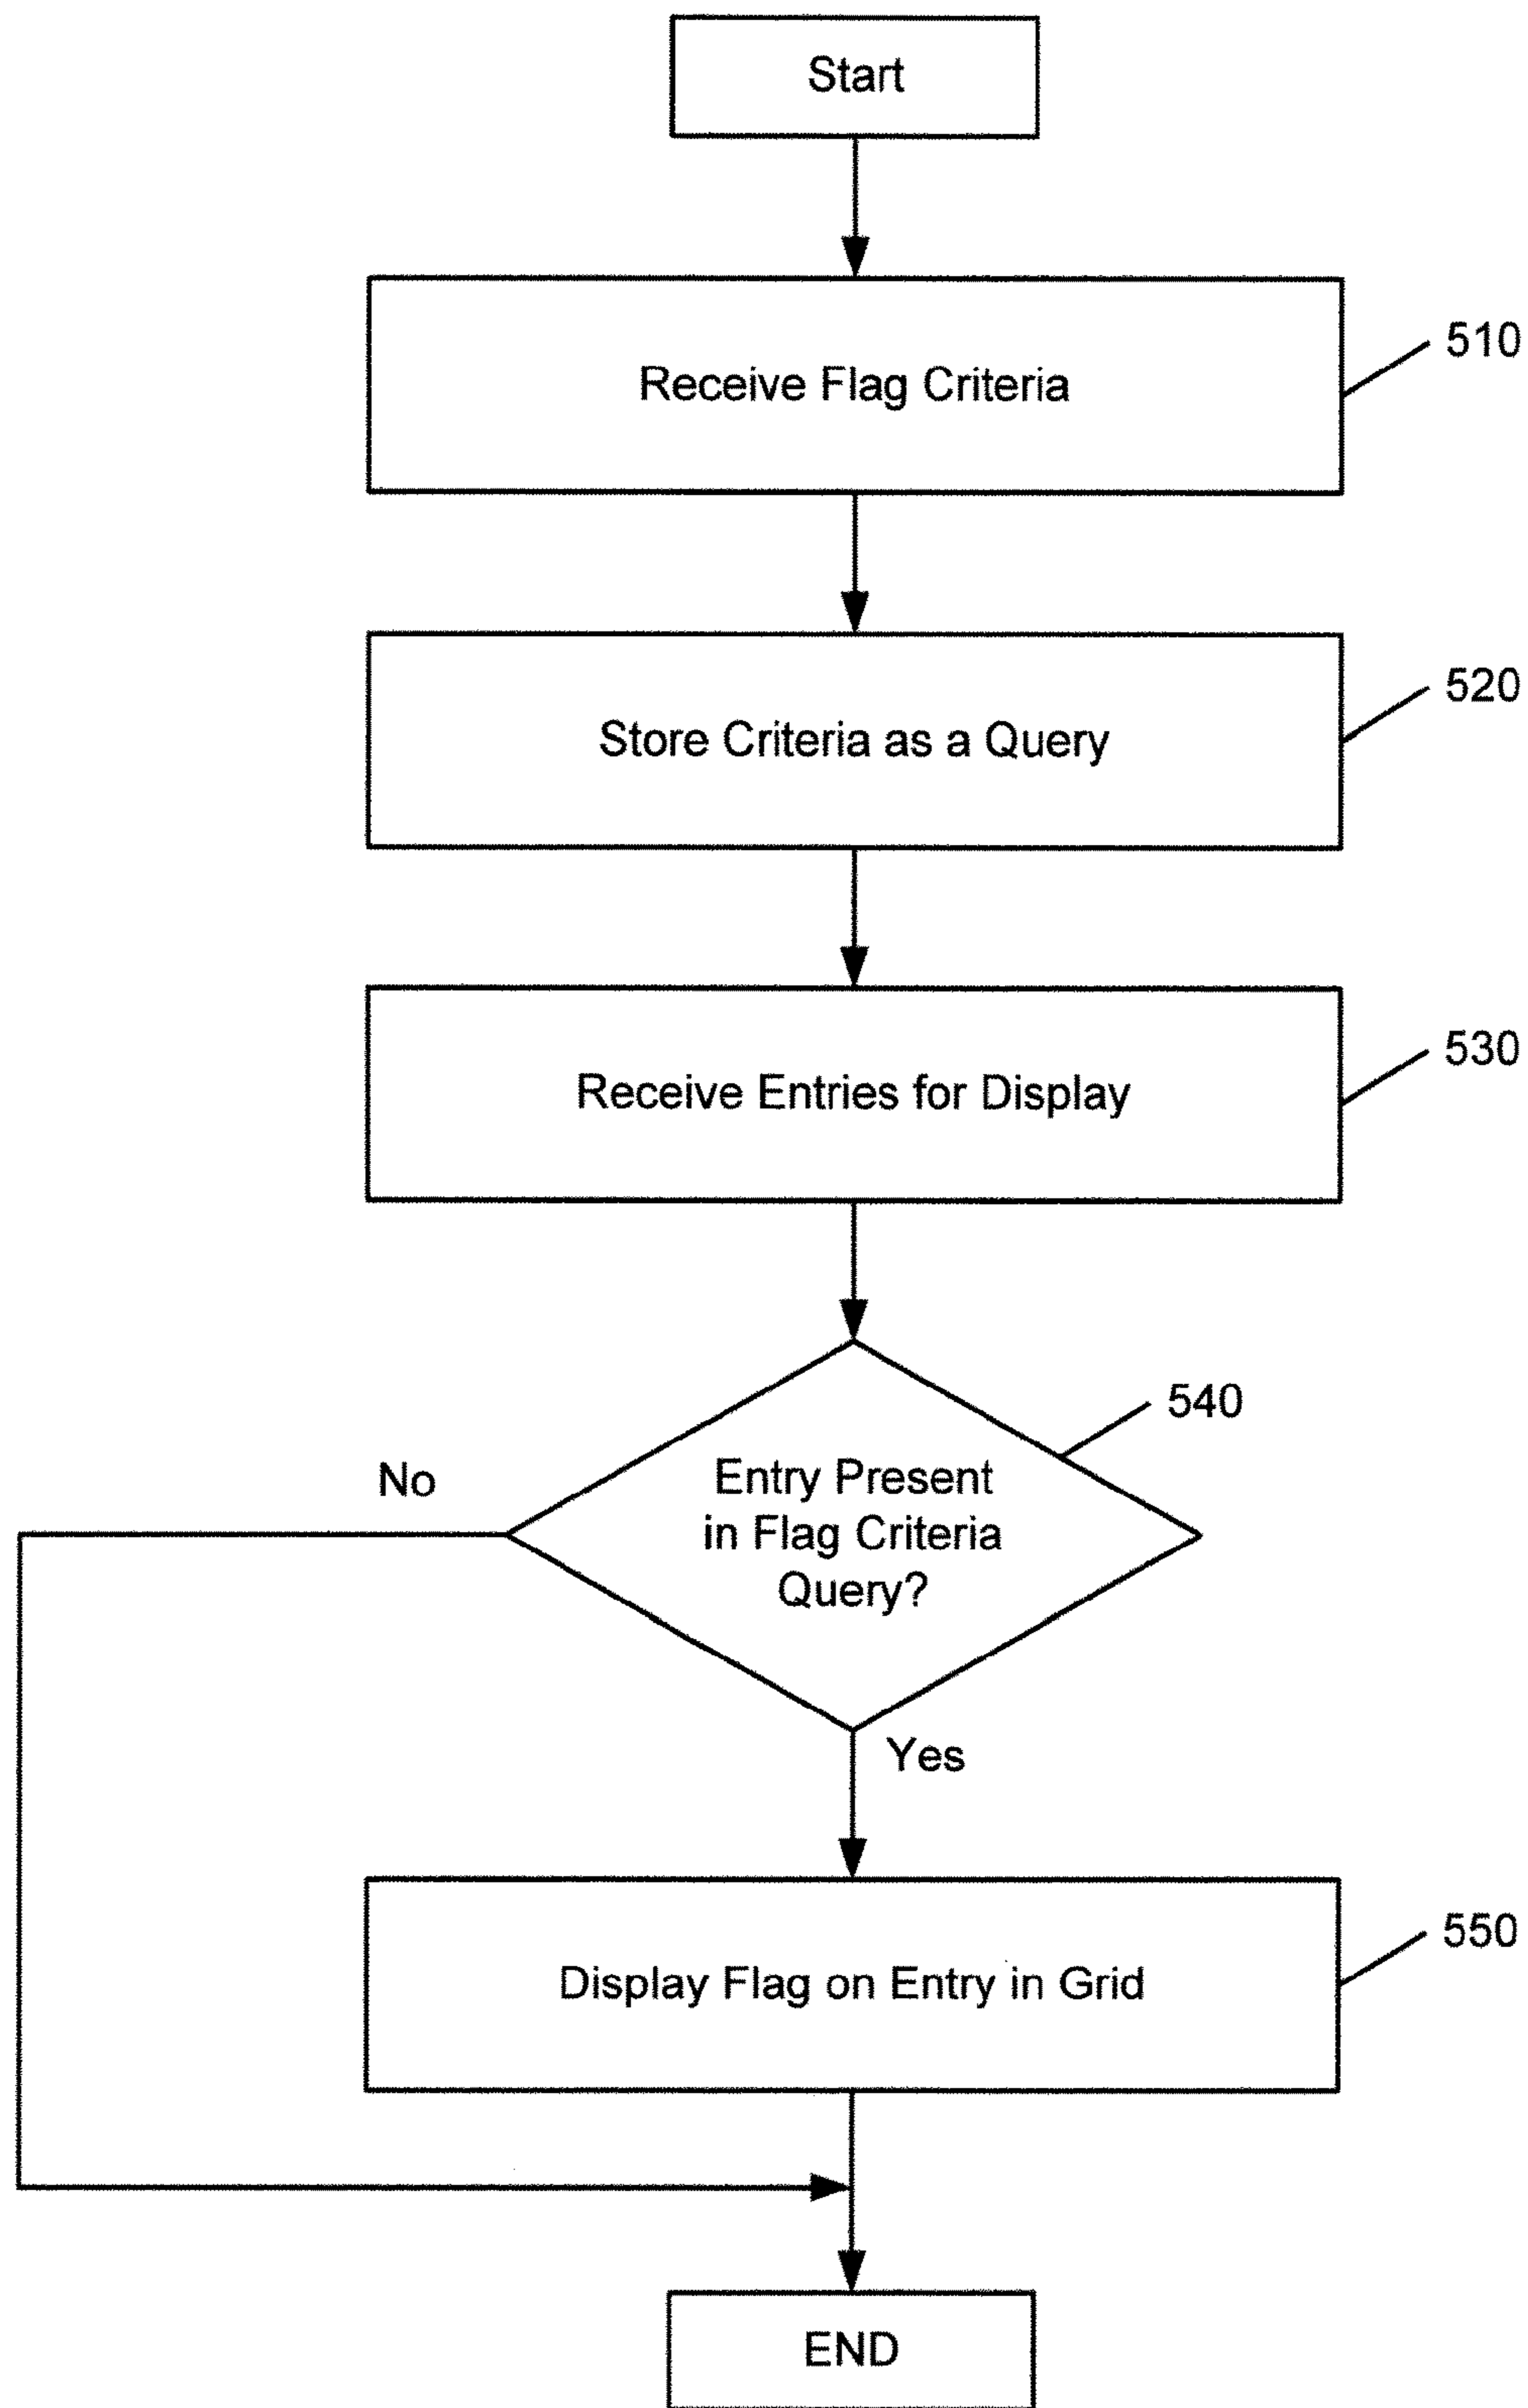 Start
Receive Flag Criteria
510
Store Criteria as a Query
520
Receive Entries for Display
530
540
Entry Present
in Flag Criteria
Query?
No
Yes
Display Flag on Entry in Grid
550
END